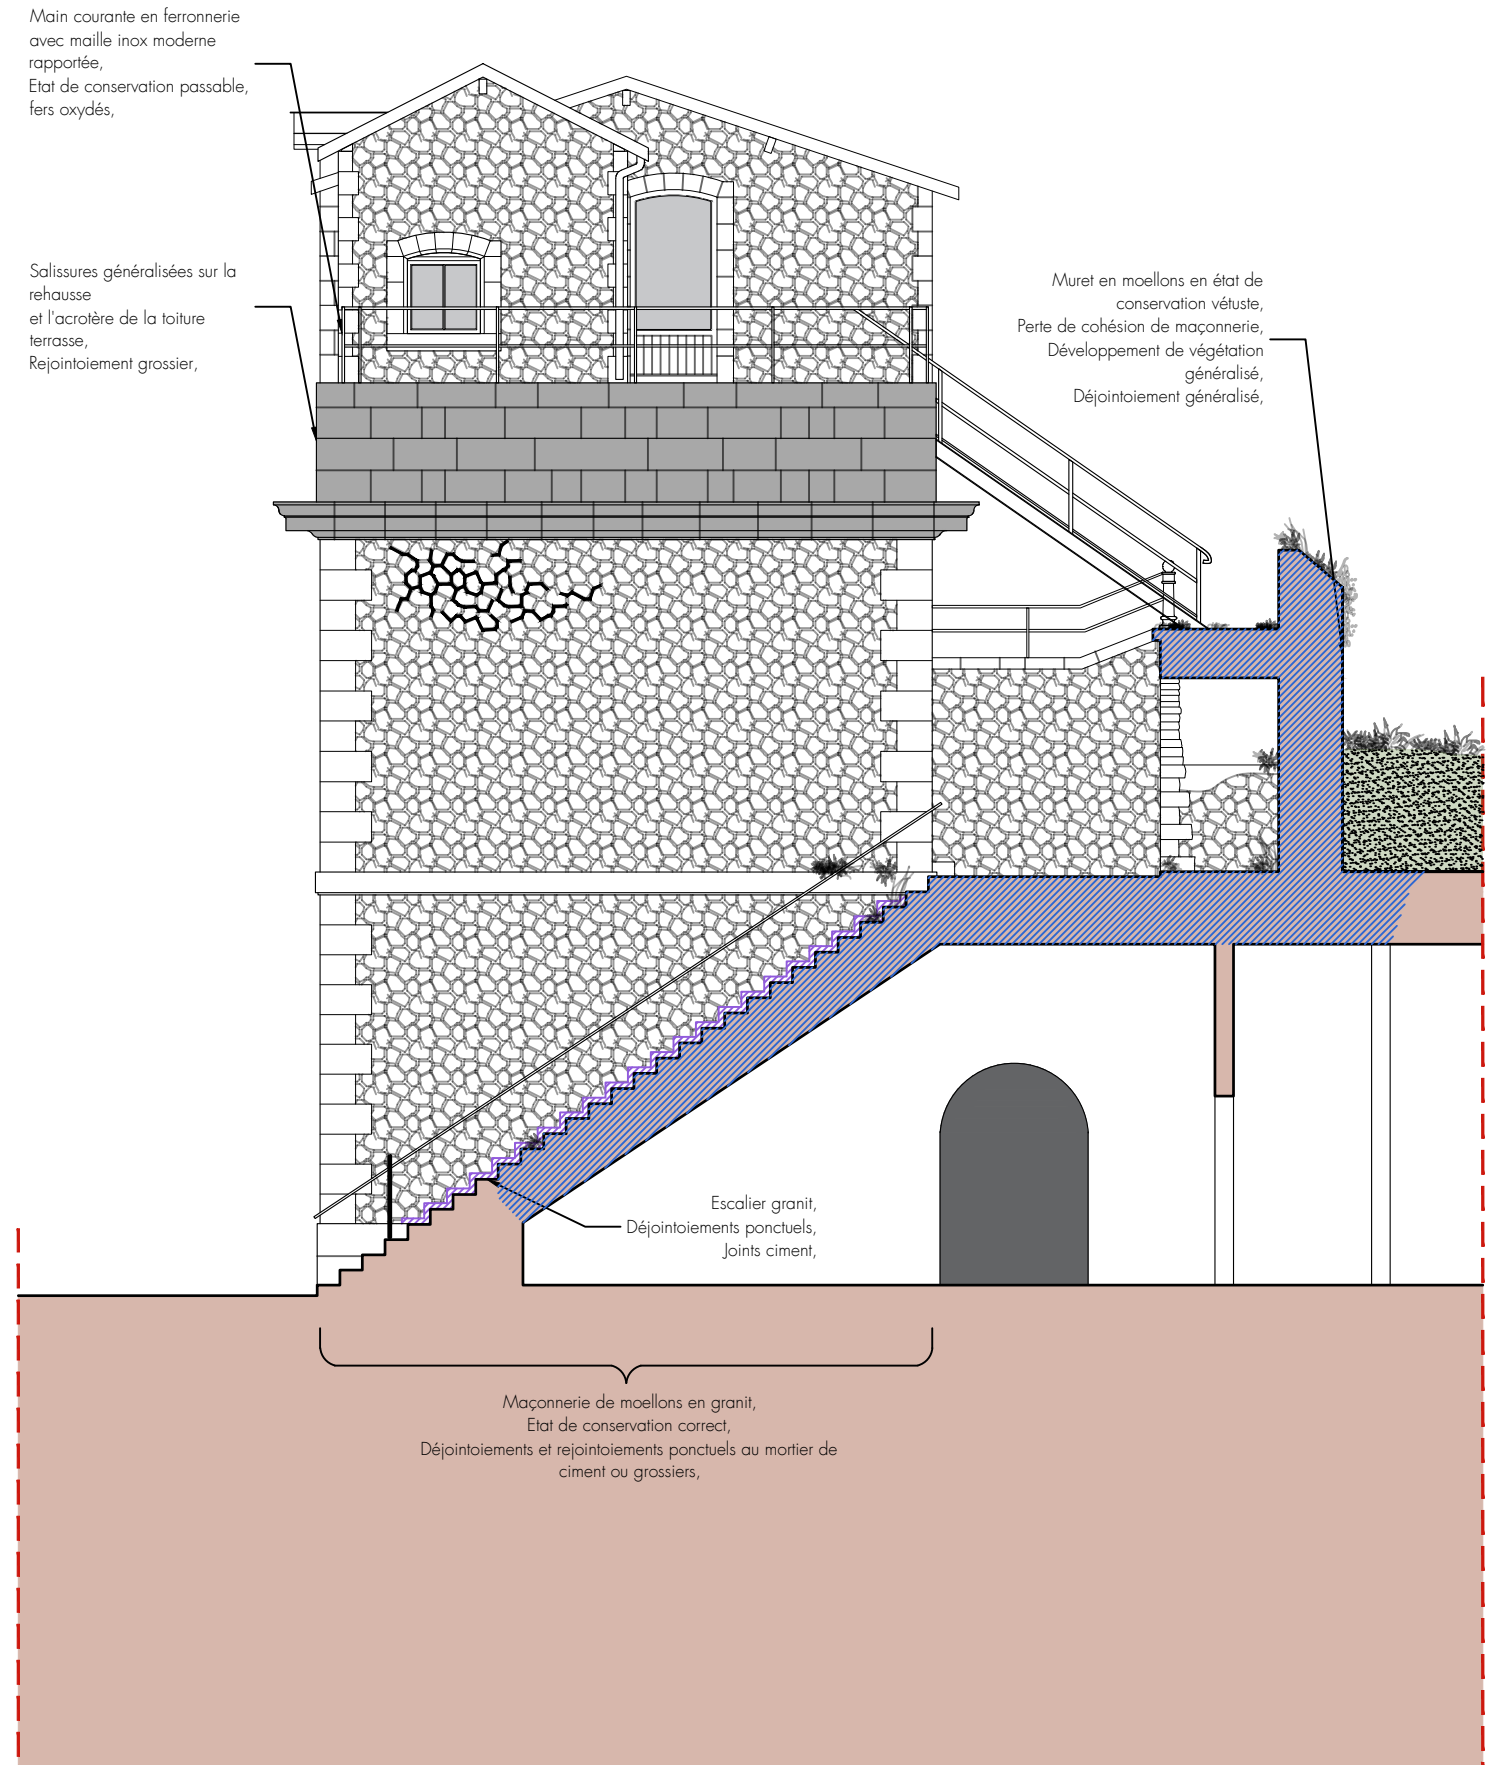 Main courante en ferronnerie
avec maille inox moderne
rapportée,
Etat de conservation passable,
fers oxydés,
Salissures généralisées sur la
rehausse
et l'acrotère de la toiture
terrasse,
Rejointoiement grossier,
Muret en moellons en état de
conservation vétuste,
Perte de cohésion de maçonnerie,
Développement de végétation
généralisé,
Déjointoiement généralisé,
Escalier granit,
Déjointoiements ponctuels,
Joints ciment,
Maçonnerie de moellons en granit,
Etat de conservation correct,
Déjointoiements et rejointoiements ponctuels au mortier de
ciment ou grossiers,